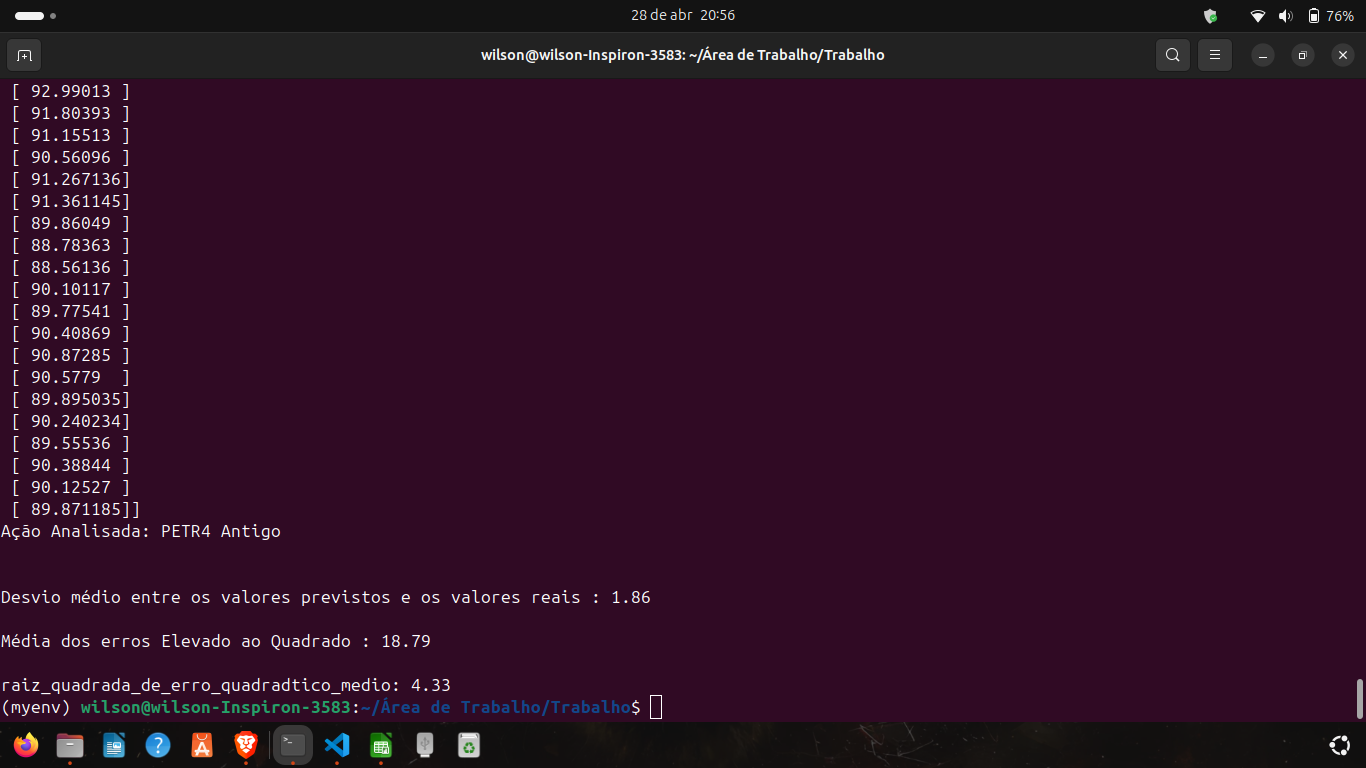 28 de abr 20:56
76%
wilson@wilson-Inspiron-3583: ~/Área de Trabalho/Trabalho
[ 92.99013 ]
[ 91.80393 ]
[ 91.15513 ]
[ 90.56096 ]
[ 91.267136]
[ 91.361145]
[ 89.86049 ]
[ 88.78363 ]
[ 88.56136 ]
[ 90.10117 ]
[ 89.77541 ]
[ 90.40869 ]
[ 90.87285 ]
[ 90.5779  ]
[ 89.895035]
[ 90.240234]
[ 89.55536 ]
[ 90.38844 ]
[ 90.12527 ]
[ 89.871185]]
Ação Analisada: PETR4 Antigo
Desvio médio entre os valores previstos e os valores reais : 1.86
Média dos erros Elevado ao Quadrado : 18.79
raiz_quadrada_de_erro_quadradtico_medio: 4.33
(myenv) wilson@wilson-Inspiron-3583:~/Área de Trabalho/Trabalho$